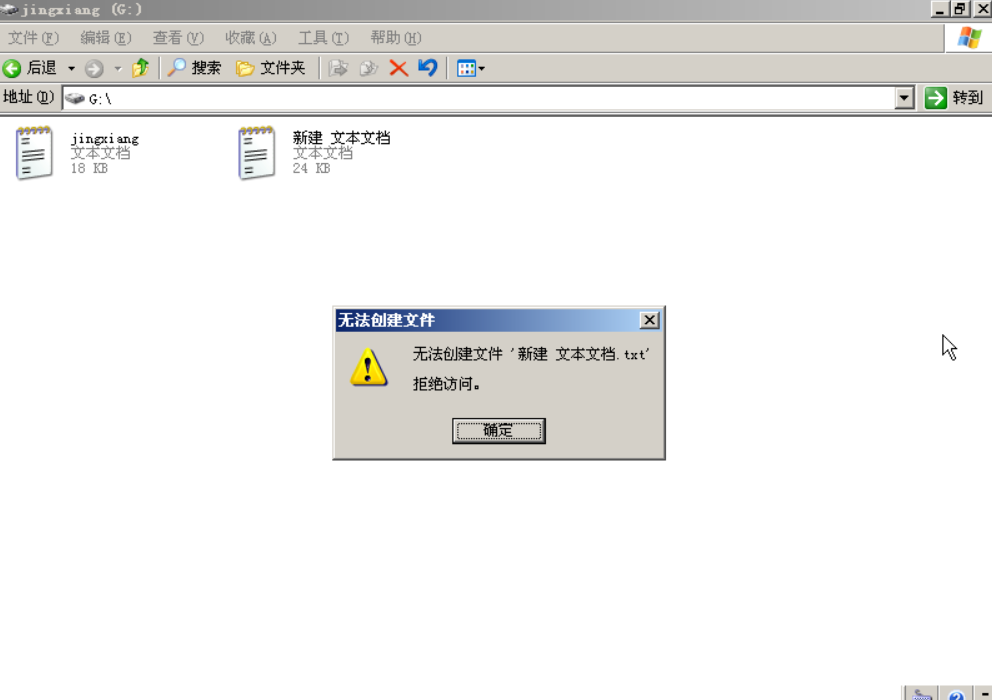 jingxiang (G:)
文件(F) 编辑(E) 查看(V) 收藏(A) 工具(T) 帮助(H)
后退 搜索 文件夹
地址(D) G:\ 转到
jingxiang
文本文档
18 KB
新建 文本文档
文本文档
24 KB
无法创建文件
无法创建文件 '新建 文本文档.txt'
拒绝访问。
确定